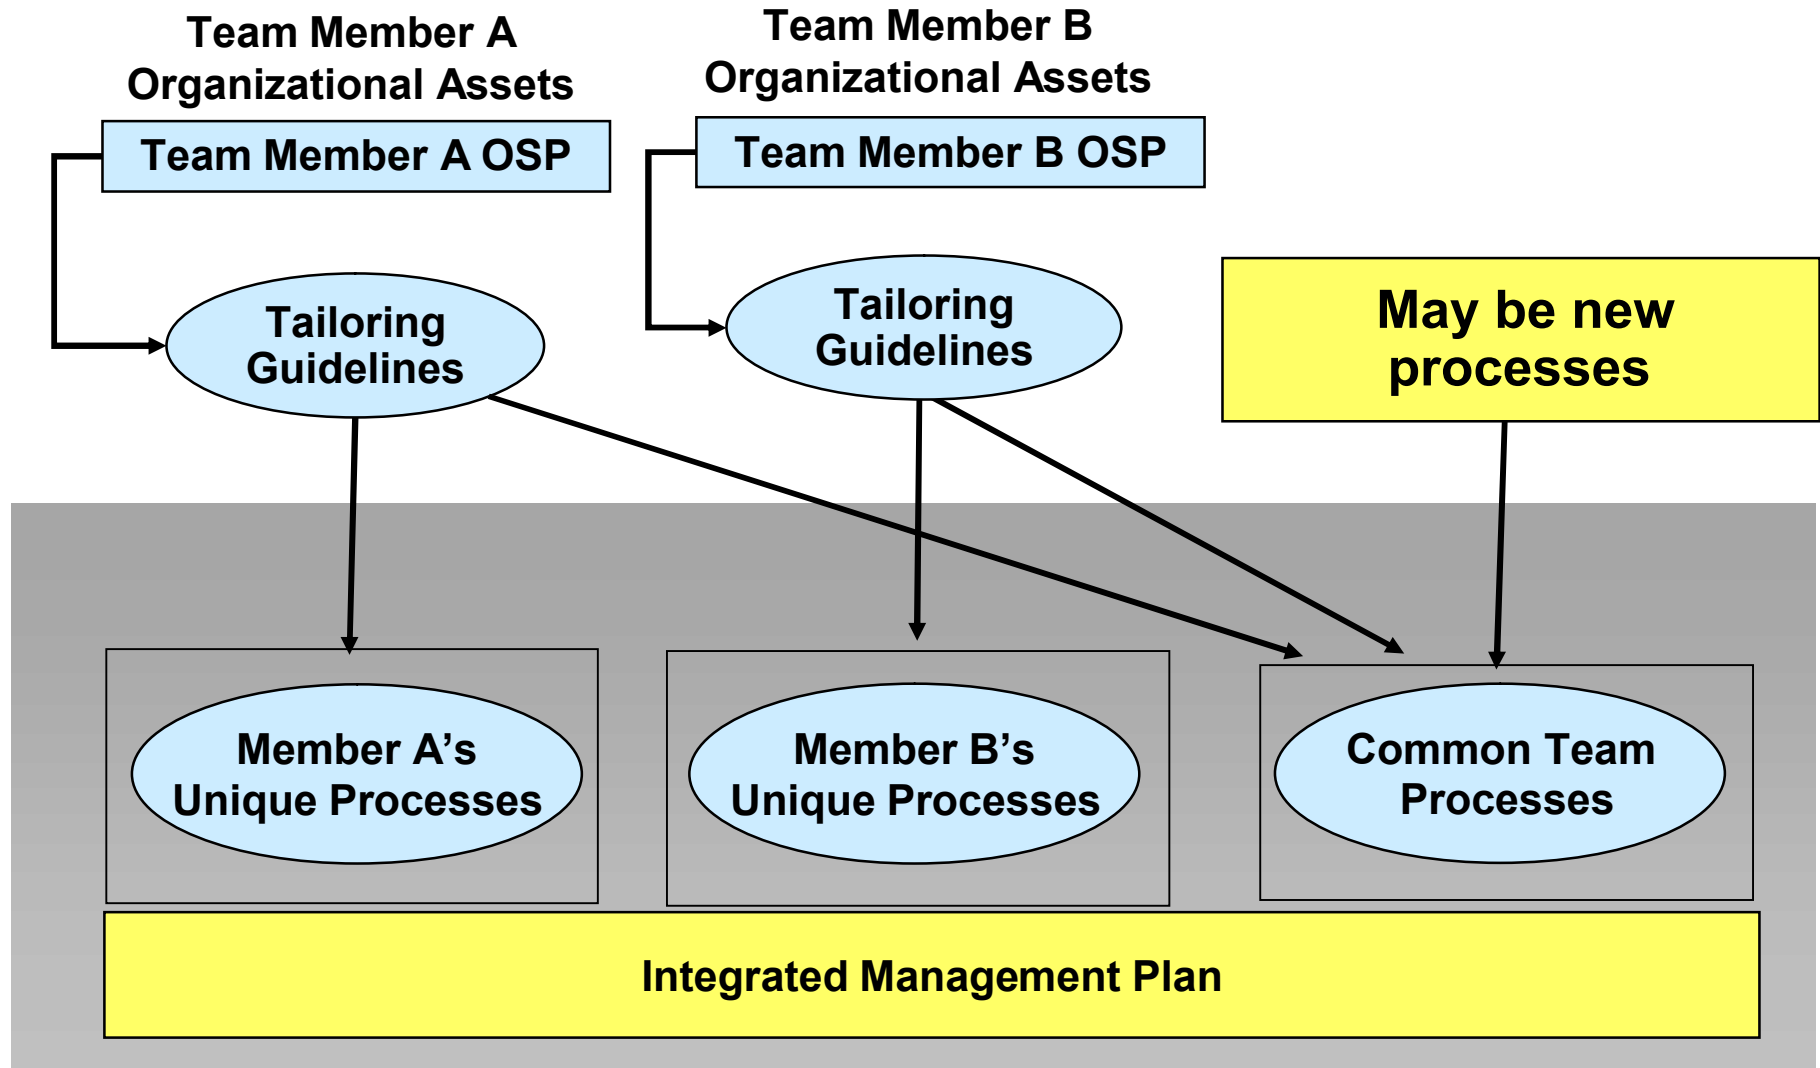 Team Member A
Organizational Assets
Team Member B
Organizational Assets
Team Member A OSP
Team Member B OSP
Tailoring
Guidelines
Tailoring
Guidelines
May be new
processes
Member A’s
Unique Processes
Member B’s
Unique Processes
Common Team
Processes
Integrated Management Plan